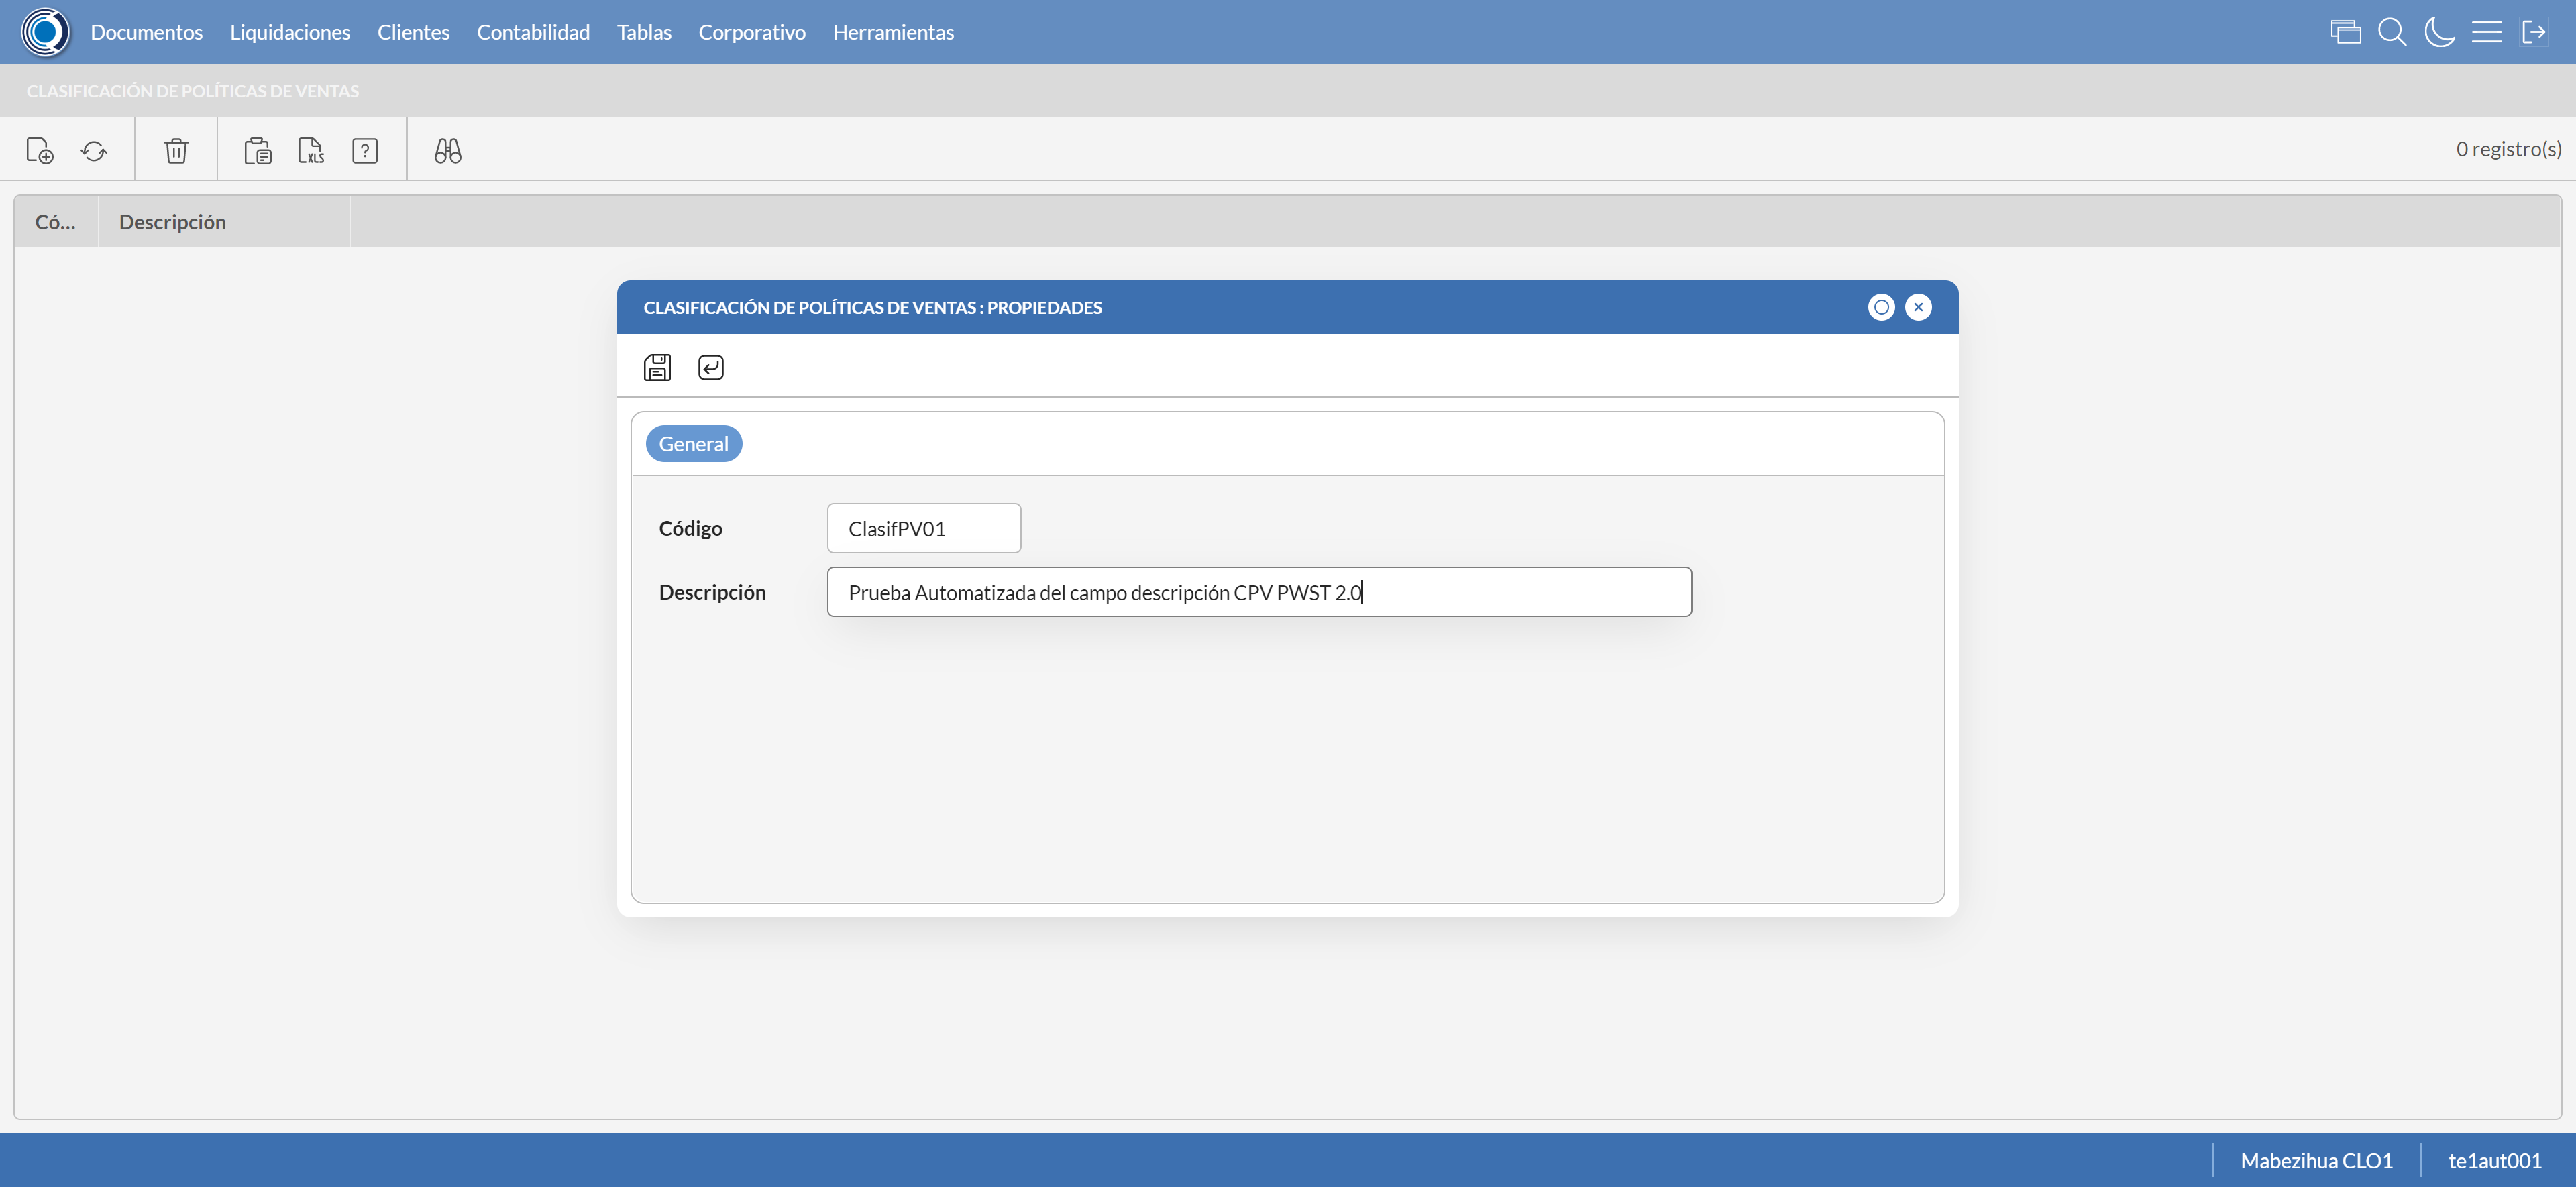 Documentos Liquidaciones Clientes Contabilidad Tablas Corporativo Herramientas
CLASIFICACIÓN DE POLÍTICAS DE VENTAS
XLS ? 0 registro(s)
Có... Descripción
CLASIFICACIÓN DE POLÍTICAS DE VENTAS : PROPIEDADES
General
Código ClasifPV01
Descripción Prueba Automatizada del campo descripción CPV PWST 2.0
Mabezihua CLO1 te1aut001